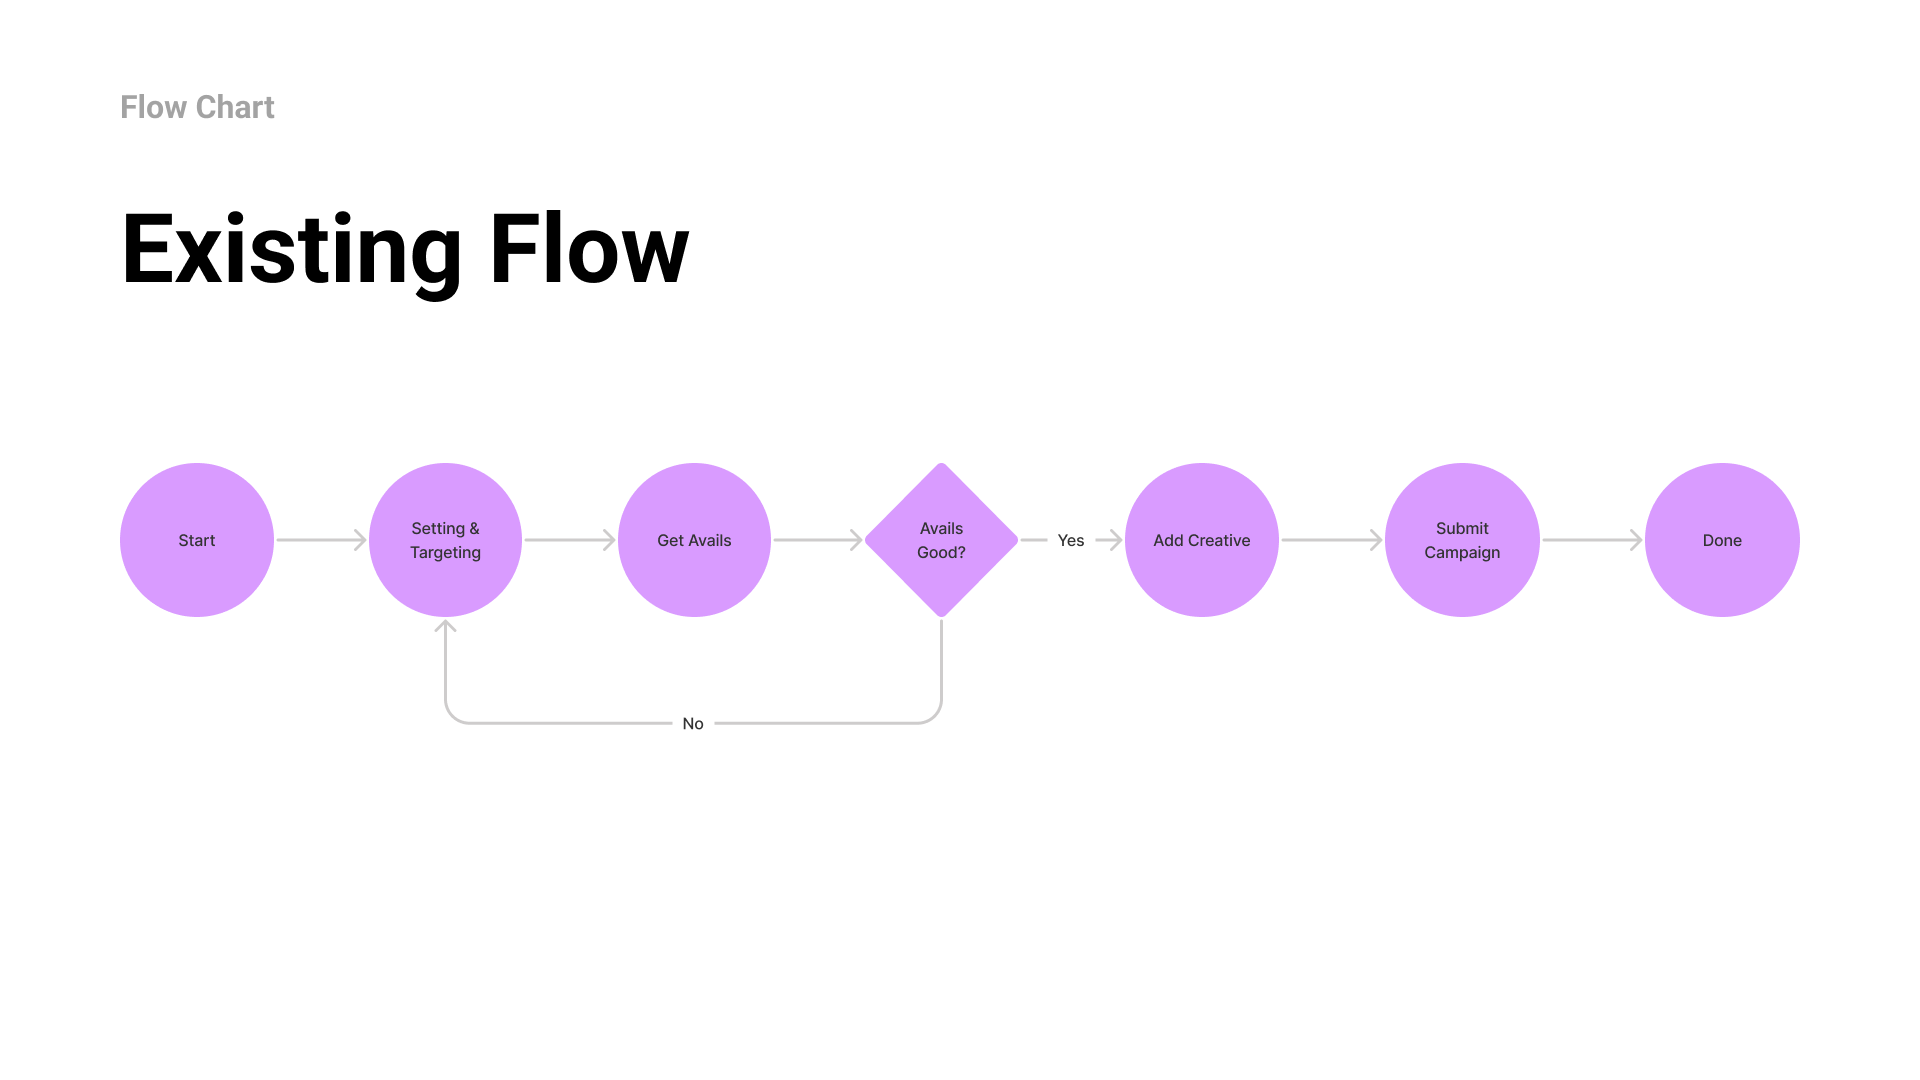 Flow Chart
Existing Flow
Start
Setting &
Targeting
Get Avails
Avails
Good?
Yes
Add Creative
Submit
Campaign
Done
No